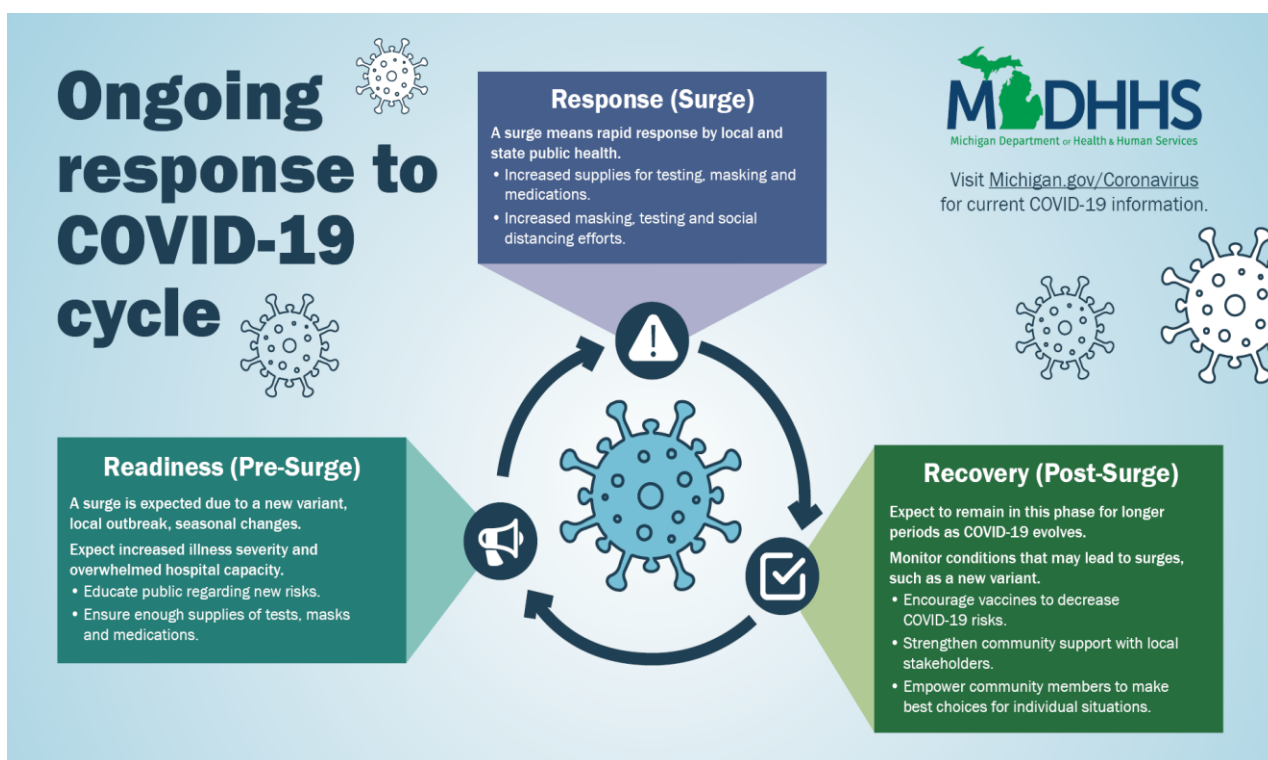 Ongoing
response to
COVID-19
cycle
Response (Surge)
A surge means rapid response by local and
state public health.
• Increased supplies for testing, masking and
medications.
• Increased masking, testing and social
distancing efforts.
MDHHS
Michigan Department of Health & Human Services
Visit Michigan.gov/Coronavirus
for current COVID-19 information.
Readiness (Pre-Surge)
A surge is expected due to a new variant,
local outbreak, seasonal changes.
Expect increased illness severity and
overwhelmed hospital capacity.
• Educate public regarding new risks.
• Ensure enough supplies of tests, masks
and medications.
Recovery (Post-Surge)
Expect to remain in this phase for longer
periods as COVID-19 evolves.
Monitor conditions that may lead to surges,
such as a new variant.
• Encourage vaccines to decrease
COVID-19 risks.
• Strengthen community support with local
stakeholders.
• Empower community members to make
best choices for individual situations.